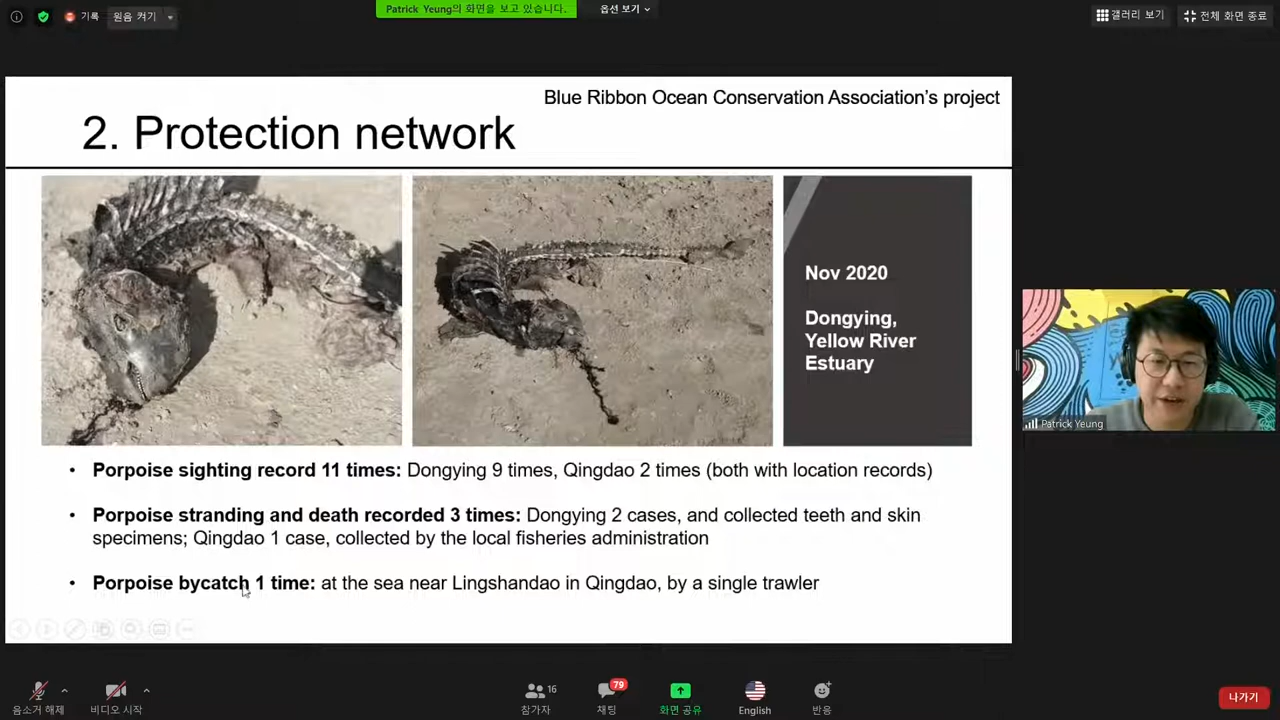 기록
원음 켜기
Patrick Yeung의 화면을 보고 있습니다.
옵션 보기
갤러리 보기
전체 화면 종료
Blue Ribbon Ocean Conservation Association's project
2. Protection network
Nov 2020
Dongying,
Yellow River
Estuary
• Porpoise sighting record 11 times: Dongying 9 times, Qingdao 2 times (both with location records)
• Porpoise stranding and death recorded 3 times: Dongying 2 cases, and collected teeth and skin
specimens; Qingdao 1 case, collected by the local fisheries administration
• Porpoise bycatch 1 time: at the sea near Lingshandao in Qingdao, by a single trawler
Patrick Yeung
음소거 해제
비디오 시작
16
참가자
79
채팅
화면 공유
English
반응
나가기